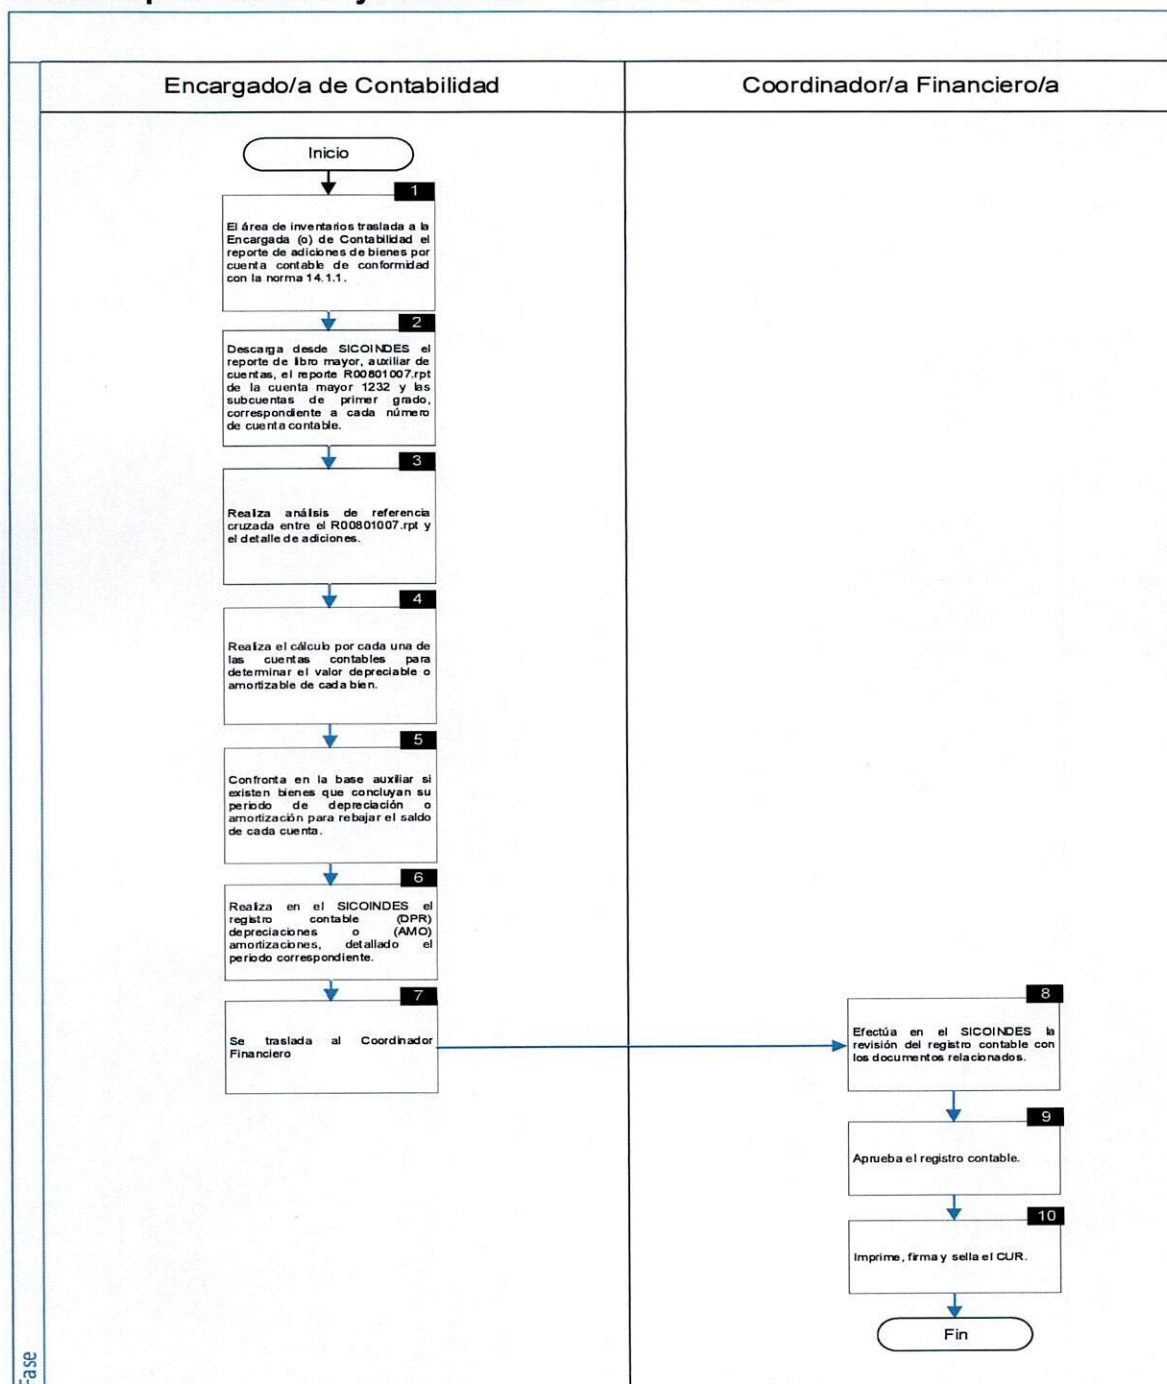 Encargado/a de Contabilidad
Coordinador/a Financiero/a
Inicio
1
El área de inventarios traslada a la
Encargada (o) de Contabilidad el
reporte de adiciones de bienes por
cuenta contable de conformidad
con la norma 14.1.1.
2
Descarga desde SICOINDES el
reporte de libro mayor, auxiliar de
cuentas, el reporte R00801007.rpt
de la cuenta mayor 1232 y las
subcuentas de primer grado,
correspondiente a cada número
de cuenta contable.
3
Realiza análisis de referencia
cruzada entre el R00801007.rpt y
el detalle de adiciones.
4
Realiza el cálculo por cada una de
las cuentas contables para
determinar el valor depreciable o
amortizable de cada bien.
5
Confronta en la base auxiliar si
existen bienes que concluyan su
periodo de depreciación o
amortización para rebajar el saldo
de cada cuenta.
6
Realiza en el SICOINDES el
registro contable (DPR)
depreciaciones o (AMO)
amortizaciones, detallado el
periodo correspondiente.
7
Se traslada al Coordinador
Financiero
8
Efectúa en el SICOINDES la
revisión del registro contable con
los documentos relacionados.
9
Aprueba el registro contable.
10
Imprime, firma y sella el CUR.
Fin
Fase